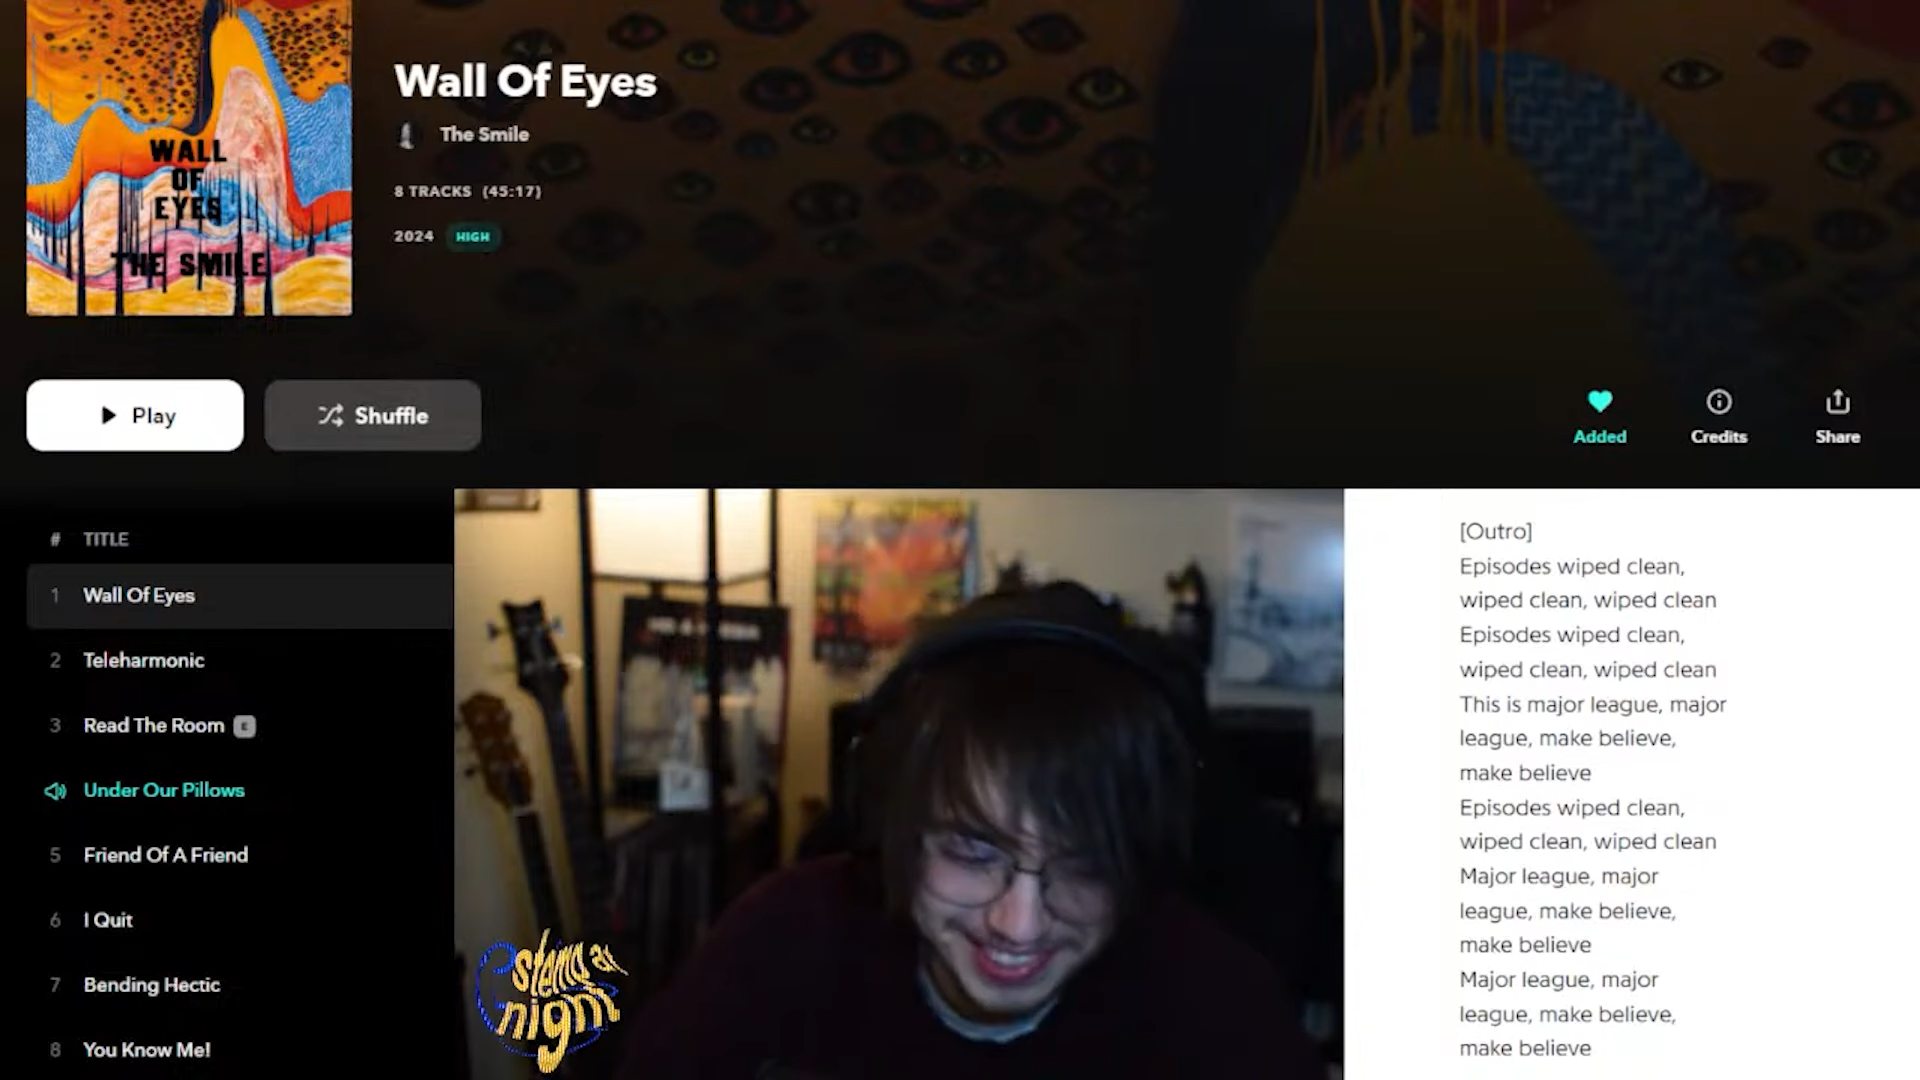 WALL
OF
EYES
THE SMILE
Wall Of Eyes
The Smile
8 TRACKS (45:17)
2024 HIGH
Play
Shuffle
Added
Credits
Share
# TITLE
1 Wall Of Eyes
2 Teleharmonic
3 Read The Room E
Under Our Pillows
5 Friend Of A Friend
6 I Quit
7 Bending Hectic
8 You Know Me!
night
[Outro]
Episodes wiped clean,
wiped clean, wiped clean
Episodes wiped clean,
wiped clean, wiped clean
This is major league, major
league, make believe,
make believe
Episodes wiped clean,
wiped clean, wiped clean
Major league, major
league, make believe,
make believe
Major league, major
league, make believe,
make believe